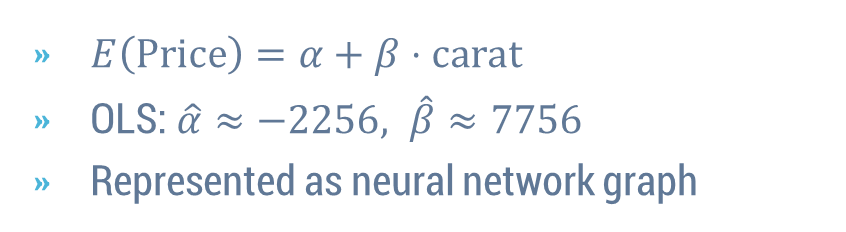 » E(Price) = α + β · carat
» OLS: α̂ ≈ −2256, β̂ ≈ 7756
» Represented as neural network graph